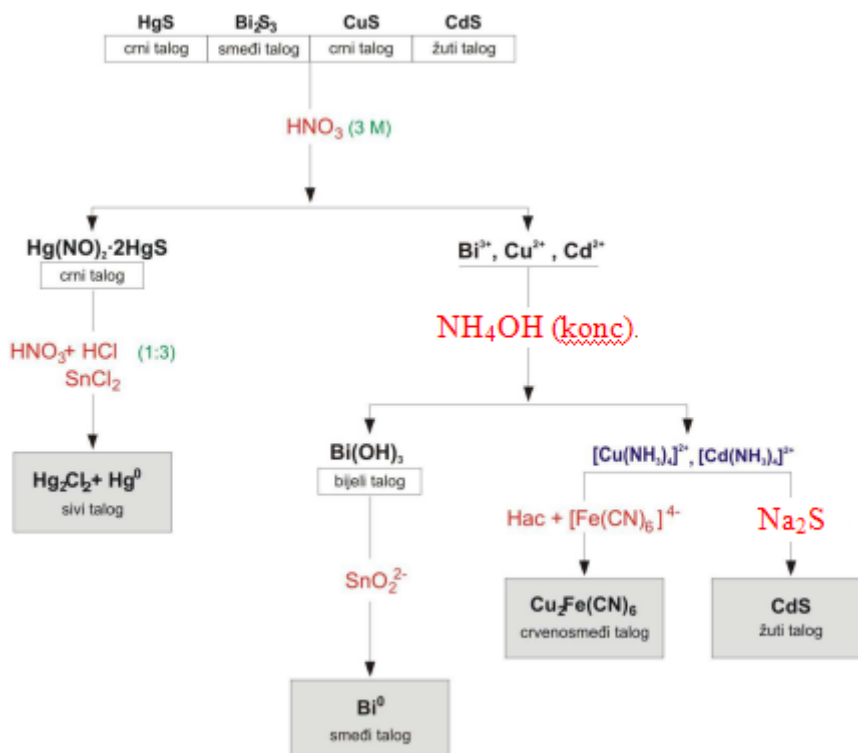 HgS Bi₂S₃ CuS CdS
crni talog smeđi talog crni talog žuti talog
HNO₃ (3 M)
Hg(NO)₂·2HgS
crni talog
Bi³⁺, Cu²⁺ , Cd²⁺
HNO₃+ HCl (1:3)
SnCl₂
NH₄OH (konc).
Hg₂Cl₂+ Hg⁰
sivi talog
Bi(OH)₃
bijeli talog
[Cu(NH₃)₄]²⁺, [Cd(NH₃)₄]²⁺
Hac + [Fe(CN)₆]⁴⁻
Na₂S
SnO₂²⁻
Cu₂Fe(CN)₆
crvenosmeđi talog
CdS
žuti talog
Bi⁰
smeđi talog